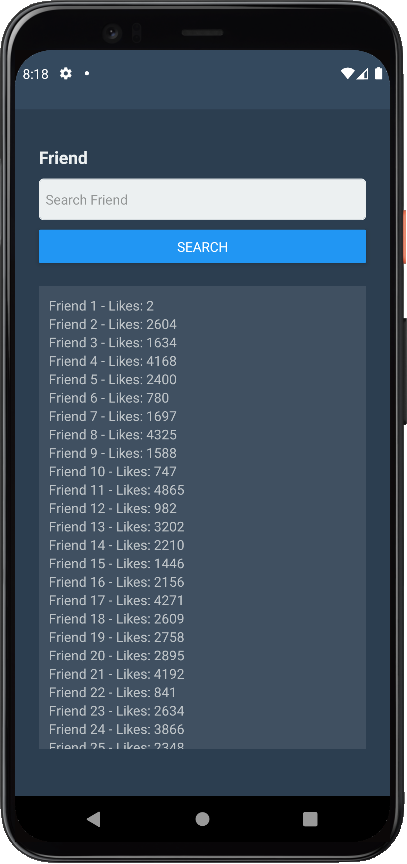 8:18
Friend
Search Friend
SEARCH
Friend 1 - Likes: 2
Friend 2 - Likes: 2604
Friend 3 - Likes: 1634
Friend 4 - Likes: 4168
Friend 5 - Likes: 2400
Friend 6 - Likes: 780
Friend 7 - Likes: 1697
Friend 8 - Likes: 4325
Friend 9 - Likes: 1588
Friend 10 - Likes: 747
Friend 11 - Likes: 4865
Friend 12 - Likes: 982
Friend 13 - Likes: 3202
Friend 14 - Likes: 2210
Friend 15 - Likes: 1446
Friend 16 - Likes: 2156
Friend 17 - Likes: 4271
Friend 18 - Likes: 2609
Friend 19 - Likes: 2758
Friend 20 - Likes: 2895
Friend 21 - Likes: 4192
Friend 22 - Likes: 841
Friend 23 - Likes: 2634
Friend 24 - Likes: 3866
Friend 25 - Likes: 2348